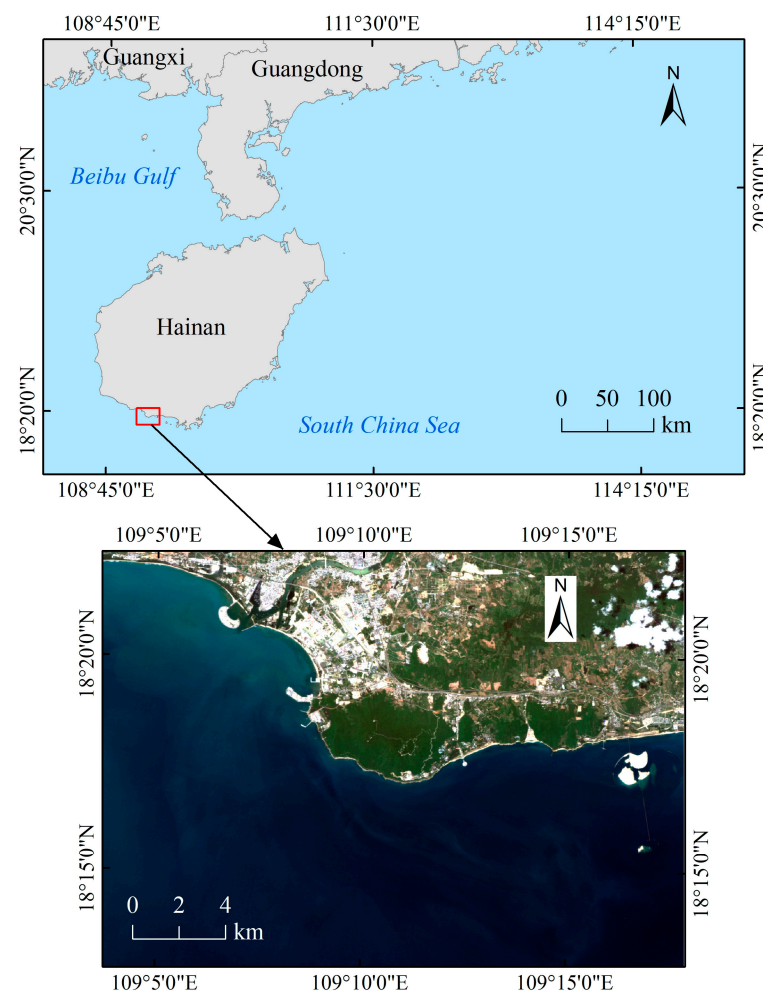 108°45'0"E 111°30'0"E 114°15'0"E
Guangxi
Guangdong
N
Beibu Gulf
20°30'0"N
20°30'0"N
Hainan
0 50 100
km
18°20'0"N
18°20'0"N
South China Sea
108°45'0"E 111°30'0"E 114°15'0"E
109°5'0"E 109°10'0"E 109°15'0"E
N
18°20'0"N
18°20'0"N
18°15'0"N
18°15'0"N
0 2 4
km
109°5'0"E 109°10'0"E 109°15'0"E